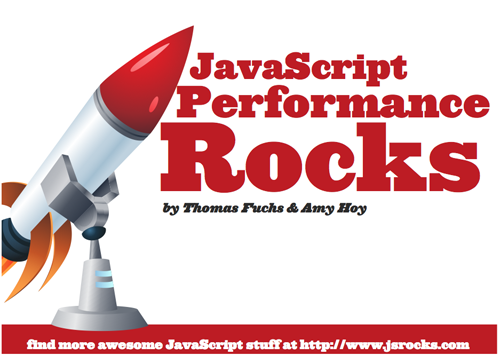 JavaScript
Performance
Rocks
by Thomas Fuchs & Amy Hoy
find more awesome JavaScript stuff at http://www.jsrocks.com